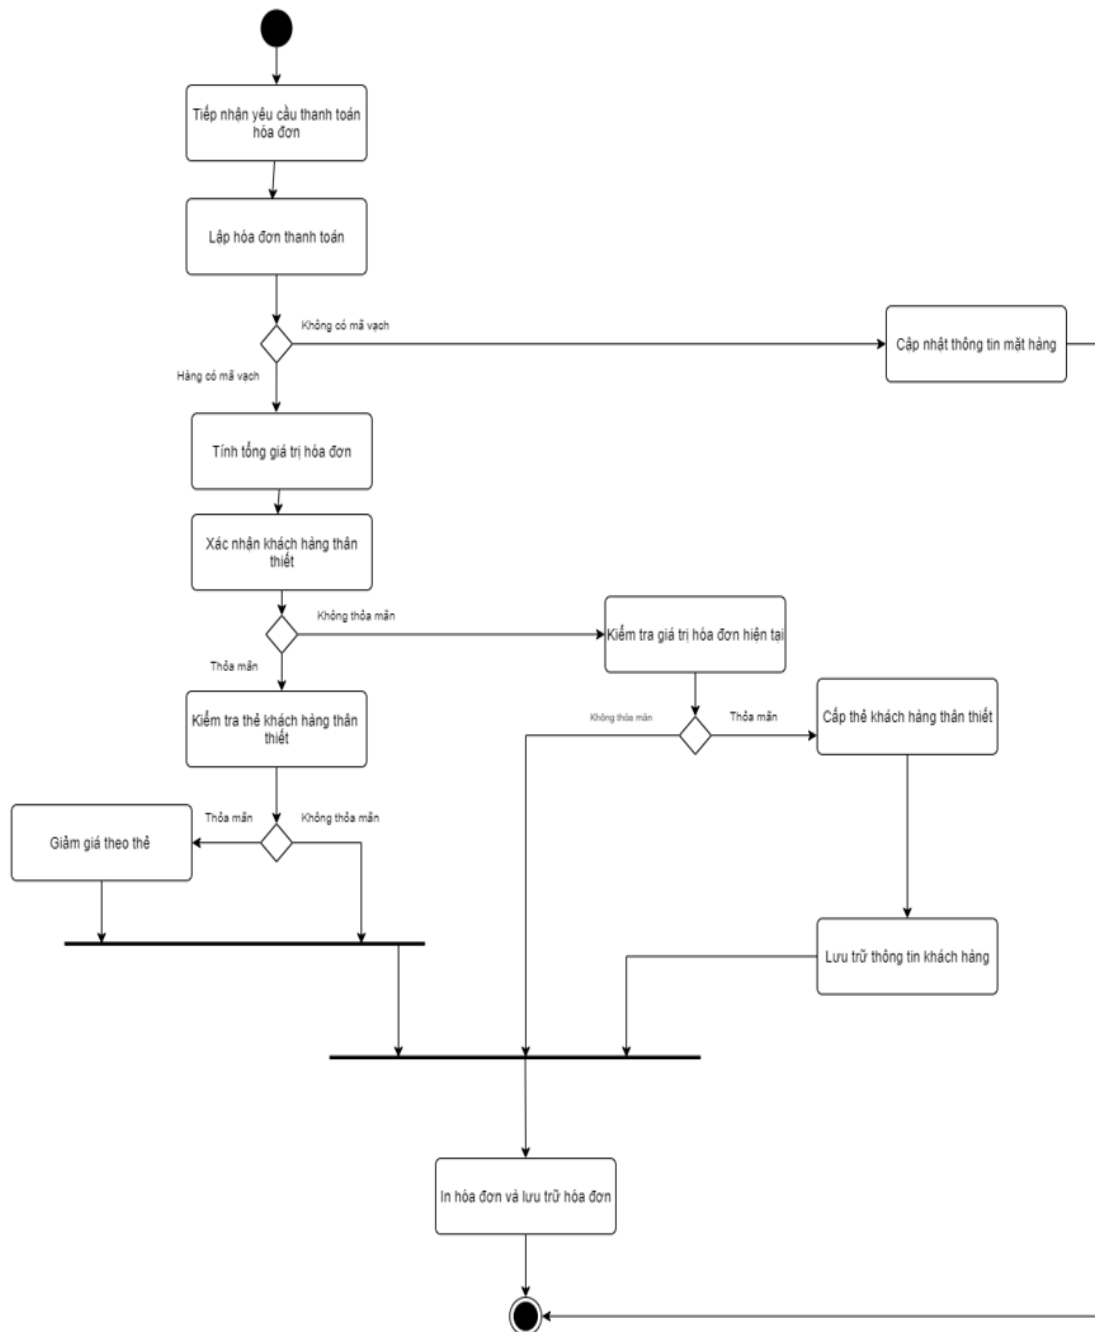 Tiếp nhận yêu cầu thanh toán
hóa đơn
Lập hóa đơn thanh toán
Không có mã vạch
Cập nhật thông tin mặt hàng
Hàng có mã vạch
Tính tổng giá trị hóa đơn
Xác nhận khách hàng thân
thiết
Không thỏa mãn
Kiểm tra giá trị hóa đơn hiện tại
Thỏa mãn
Kiểm tra thẻ khách hàng thân
thiết
Không thỏa mãn
Thỏa mãn
Cấp thẻ khách hàng thân thiết
Thỏa mãn
Không thỏa mãn
Giảm giá theo thẻ
Lưu trữ thông tin khách hàng
In hóa đơn và lưu trữ hóa đơn